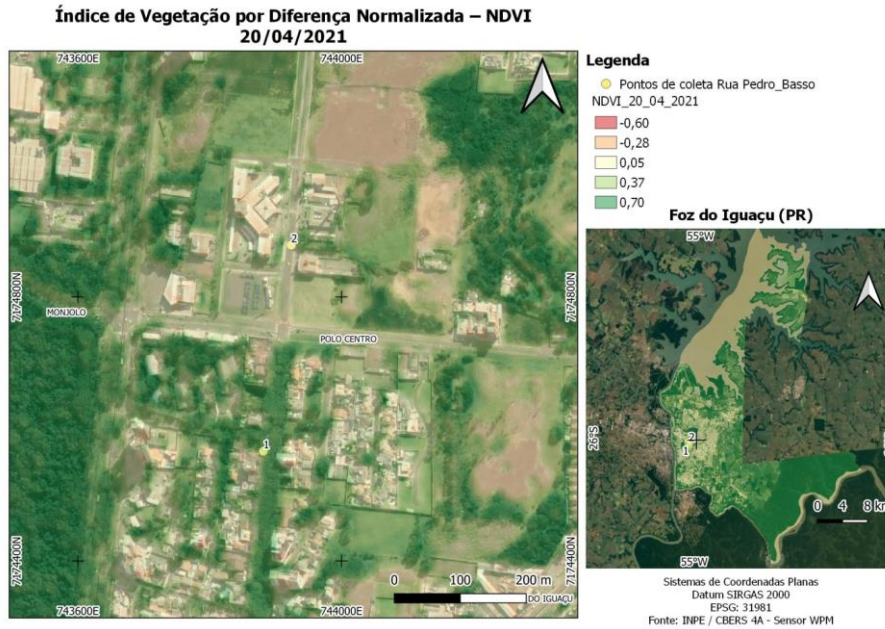 Índice de Vegetação por Diferença Normalizada – NDVI
20/04/2021
743600E
744000E
7174800N
7174800N
2
MONJOLO
POLO CENTRO
1
7174400N
7174400N
0 100 200 m
DO IGUAÇU
743600E
744000E
Legenda
Pontos de coleta Rua Pedro_Basso
NDVI_20_04_2021
-0,60
-0,28
0,05
0,37
0,70
Foz do Iguaçu (PR)
55°W
26°S
2
1
0 4 8 km
55°W
Sistemas de Coordenadas Planas
Datum SIRGAS 2000
EPSG: 31981
Fonte: INPE / CBERS 4A - Sensor WPM